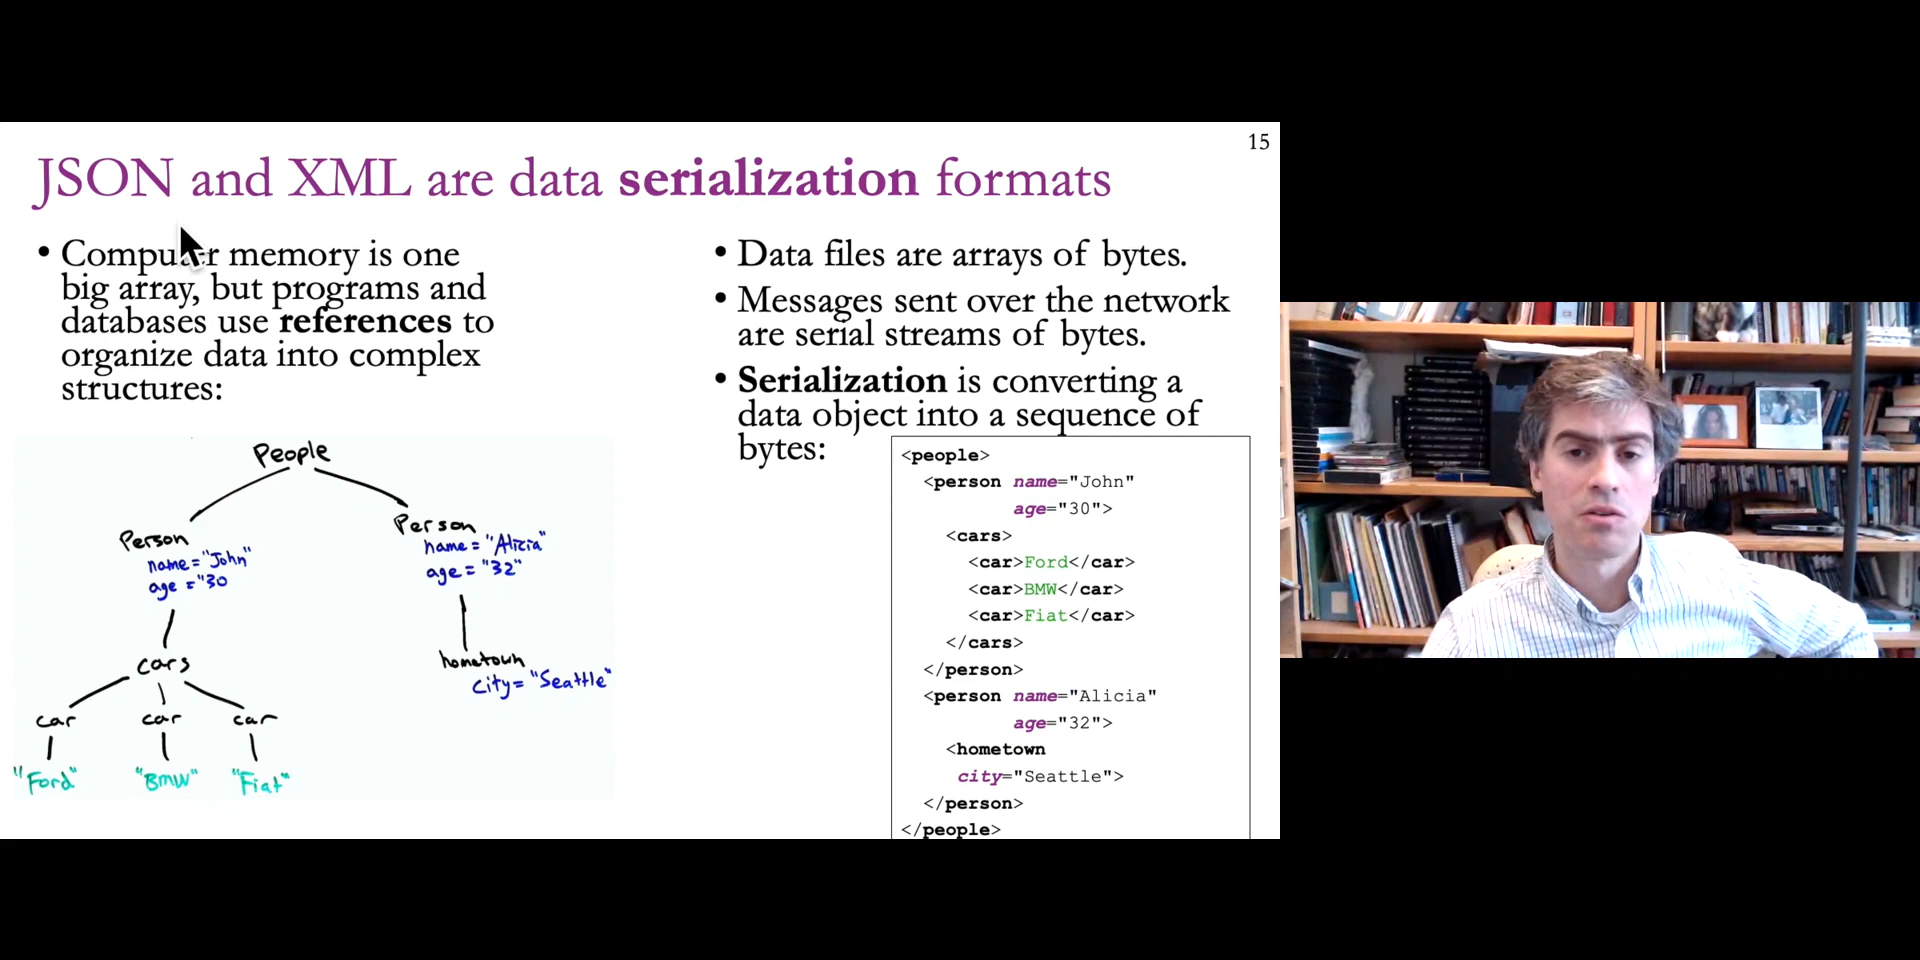 15
JSON and XML are data serialization formats
• Computer memory is one
big array, but programs and
databases use references to
organize data into complex
structures:
People
Person
name="John"
age="30
Person
name="Alicia"
age="32"
cars
hometown
city="Seattle"
car car car
"Ford" "BMW" "Fiat"
• Data files are arrays of bytes.
• Messages sent over the network
are serial streams of bytes.
• Serialization is converting a
data object into a sequence of
bytes:
<people>
<person name="John"
age="30">
<cars>
<car>Ford</car>
<car>BMW</car>
<car>Fiat</car>
</cars>
</person>
<person name="Alicia"
age="32">
<hometown
city="Seattle">
</person>
</people>